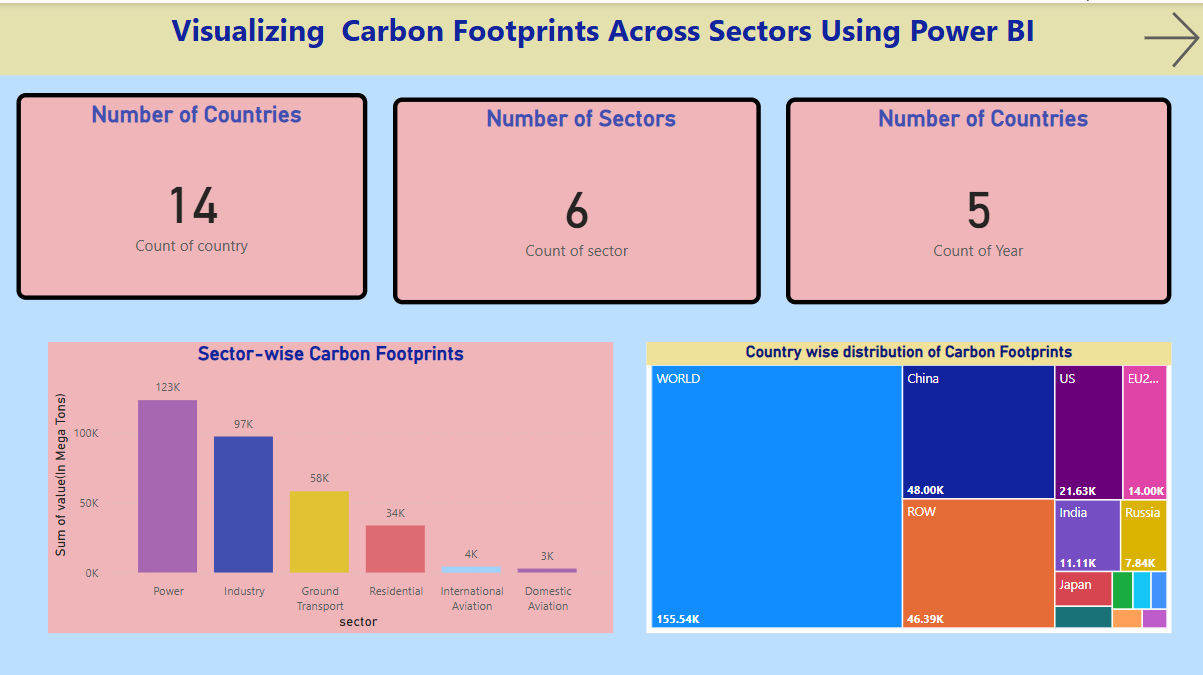 Visualizing  Carbon Footprints Across Sectors Using Power BI
Number of Countries
14
Count of country
Number of Sectors
6
Count of sector
Number of Countries
5
Count of Year
Sector-wise Carbon Footprints
Sum of value(In Mega Tons)
100K
50K
0K
123K
97K
58K
34K
4K
3K
Power
Industry
Ground
Transport
Residential
International
Aviation
Domestic
Aviation
sector
Country wise distribution of Carbon Footprints
WORLD
155.54K
China
48.00K
ROW
46.39K
US
21.63K
EU2...
14.00K
India
11.11K
Russia
7.84K
Japan